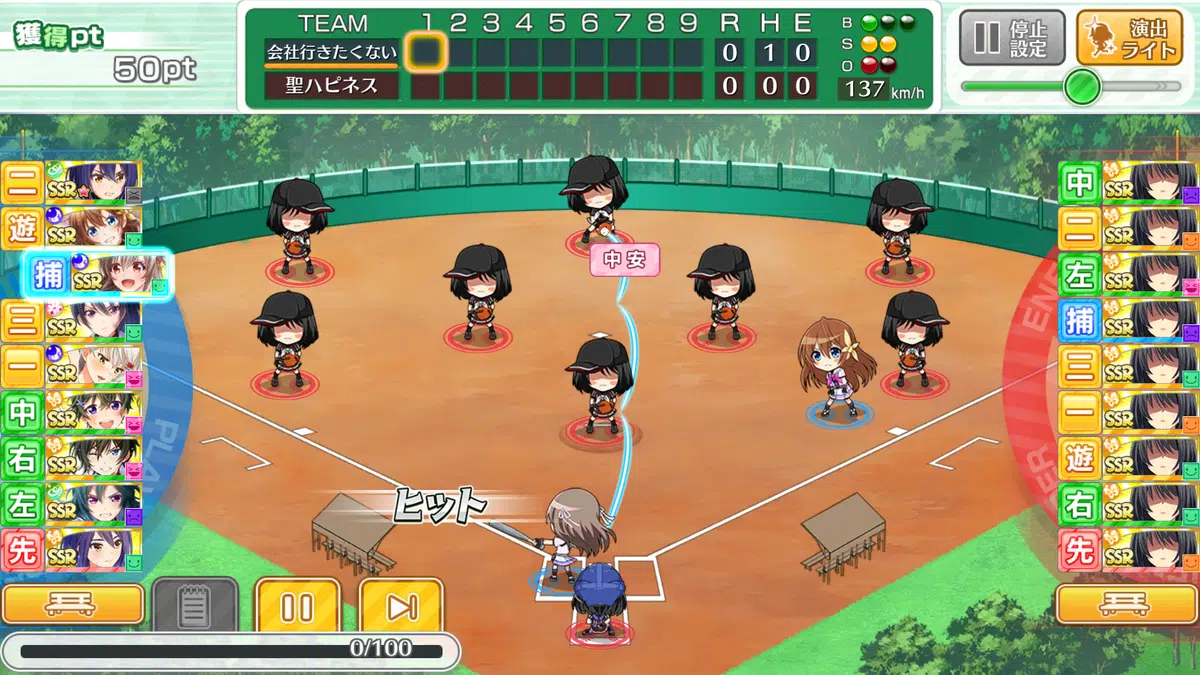 獲得pt
50pt
TEAM 1 2 3 4 5 6 7 8 9 R H E
会社行きたくない 0 1 0
聖ハピネス 0 0 0
B
S
O
137 km/h
停止
設定
演出
ライト
二 SSR
遊 SSR
捕 SSR
三 SSR
一 SSR
中 SSR
右 SSR
左 SSR
先 SSR
中 SSR
二 SSR
左 SSR
捕 SSR
三 SSR
一 SSR
遊 SSR
右 SSR
先 SSR
中安
ヒット
0/100